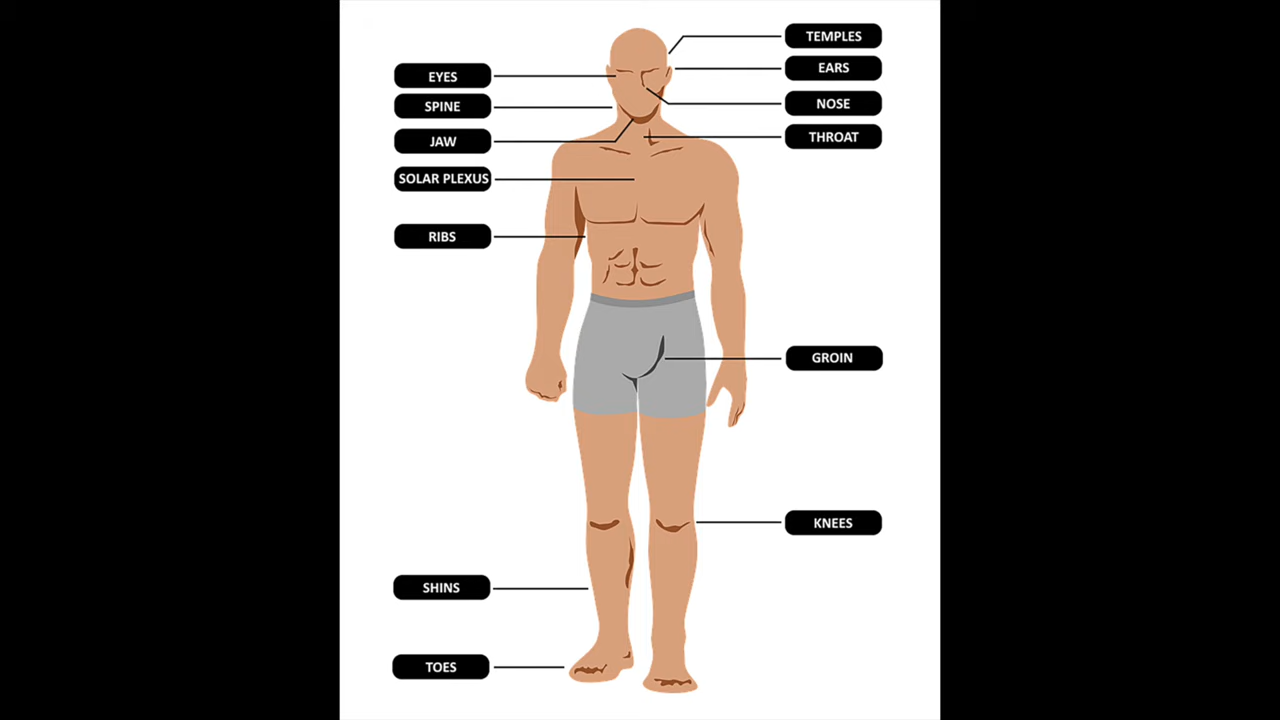 TEMPLES
EYES
EARS
SPINE
NOSE
JAW
THROAT
SOLAR PLEXUS
RIBS
GROIN
KNEES
SHINS
TOES